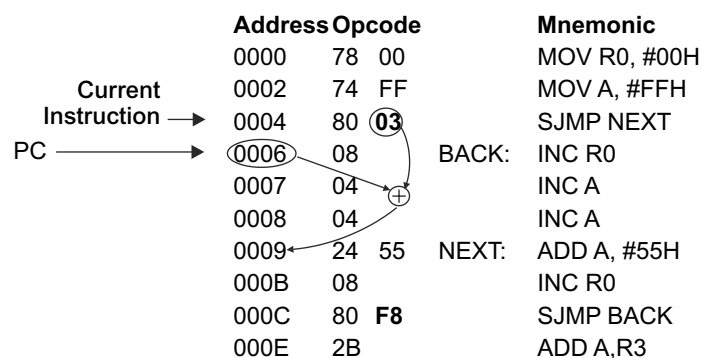 Address Opcode Mnemonic
0000 78 00 MOV R0, #00H
0002 74 FF MOV A, #FFH
Current
Instruction 0004 80 03 SJMP NEXT
PC 0006 08 BACK: INC R0
0007 04 INC A
0008 04 INC A
0009 24 55 NEXT: ADD A, #55H
000B 08 INC R0
000C 80 F8 SJMP BACK
000E 2B ADD A,R3